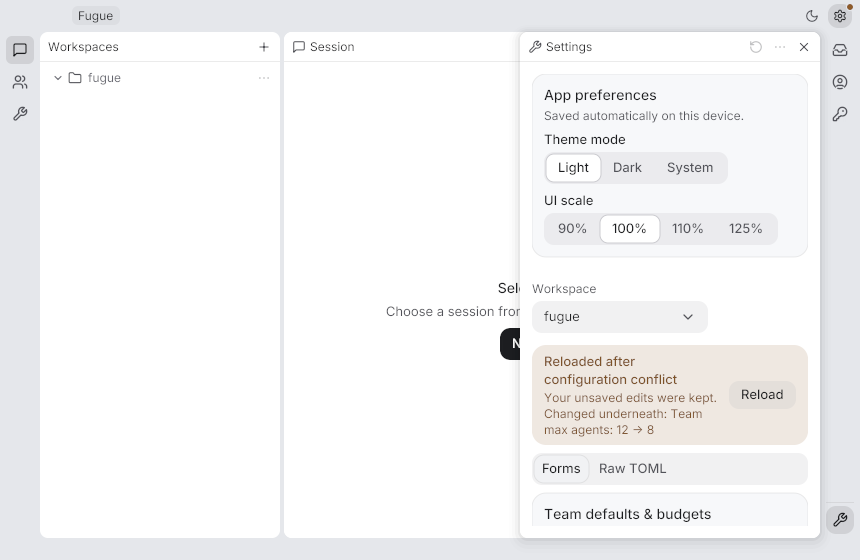 Fugue
Workspaces
fugue
Session
Choose a session from
Settings
App preferences
Saved automatically on this device.
Theme mode
Light Dark System
UI scale
90% 100% 110% 125%
Workspace
fugue
Reloaded after
configuration conflict
Your unsaved edits were kept.
Changed underneath: Team
max agents: 12 → 8
Reload
Forms Raw TOML
Team defaults & budgets